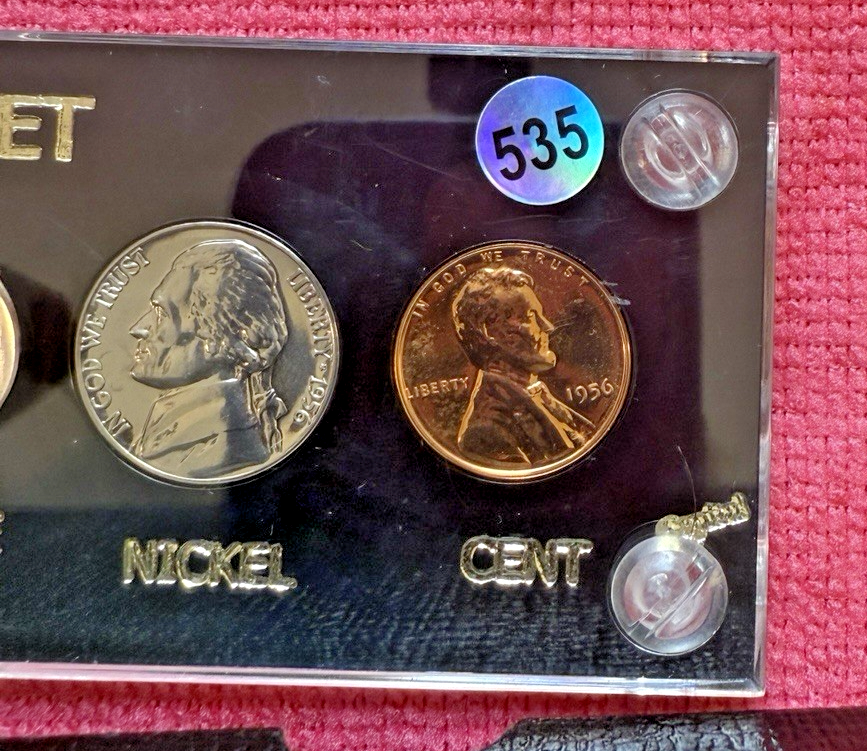 ET
535
IN GOD WE TRUST
LIBERTY * 1956
IN GOD WE TRUST
LIBERTY
1956
NICKEL
CENT
Capital